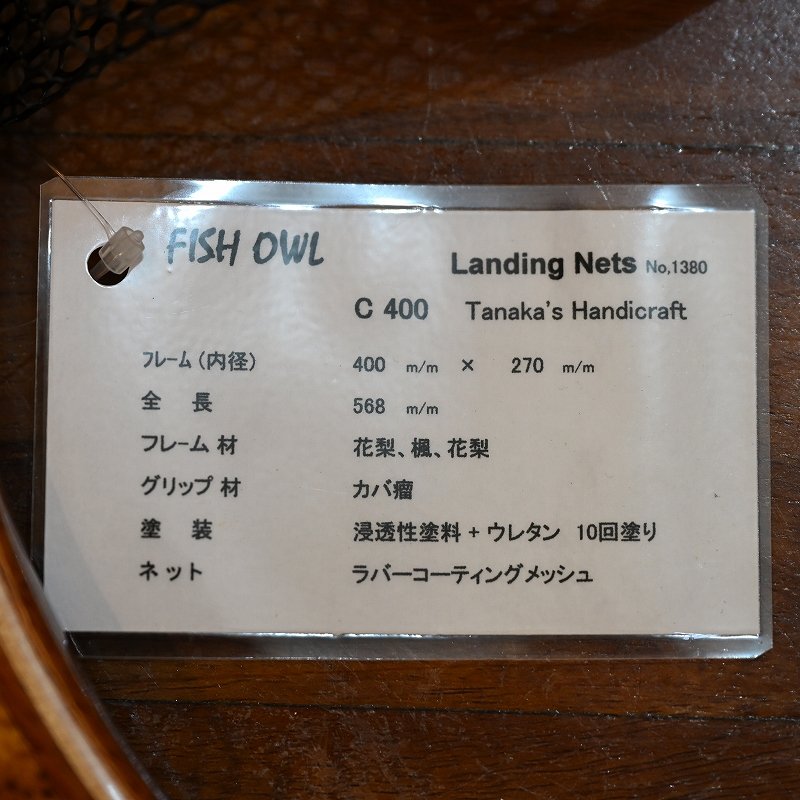 FISH OWL
Landing Nets No,1380
C 400 Tanaka's Handicraft
フレーム（内径） 400 m/m × 270 m/m
全 長 568 m/m
フレーム 材 花梨、楓、花梨
グリップ 材 カバ瘤
塗 装 浸透性塗料 + ウレタン 10回塗り
ネット ラバーコーティングメッシュ